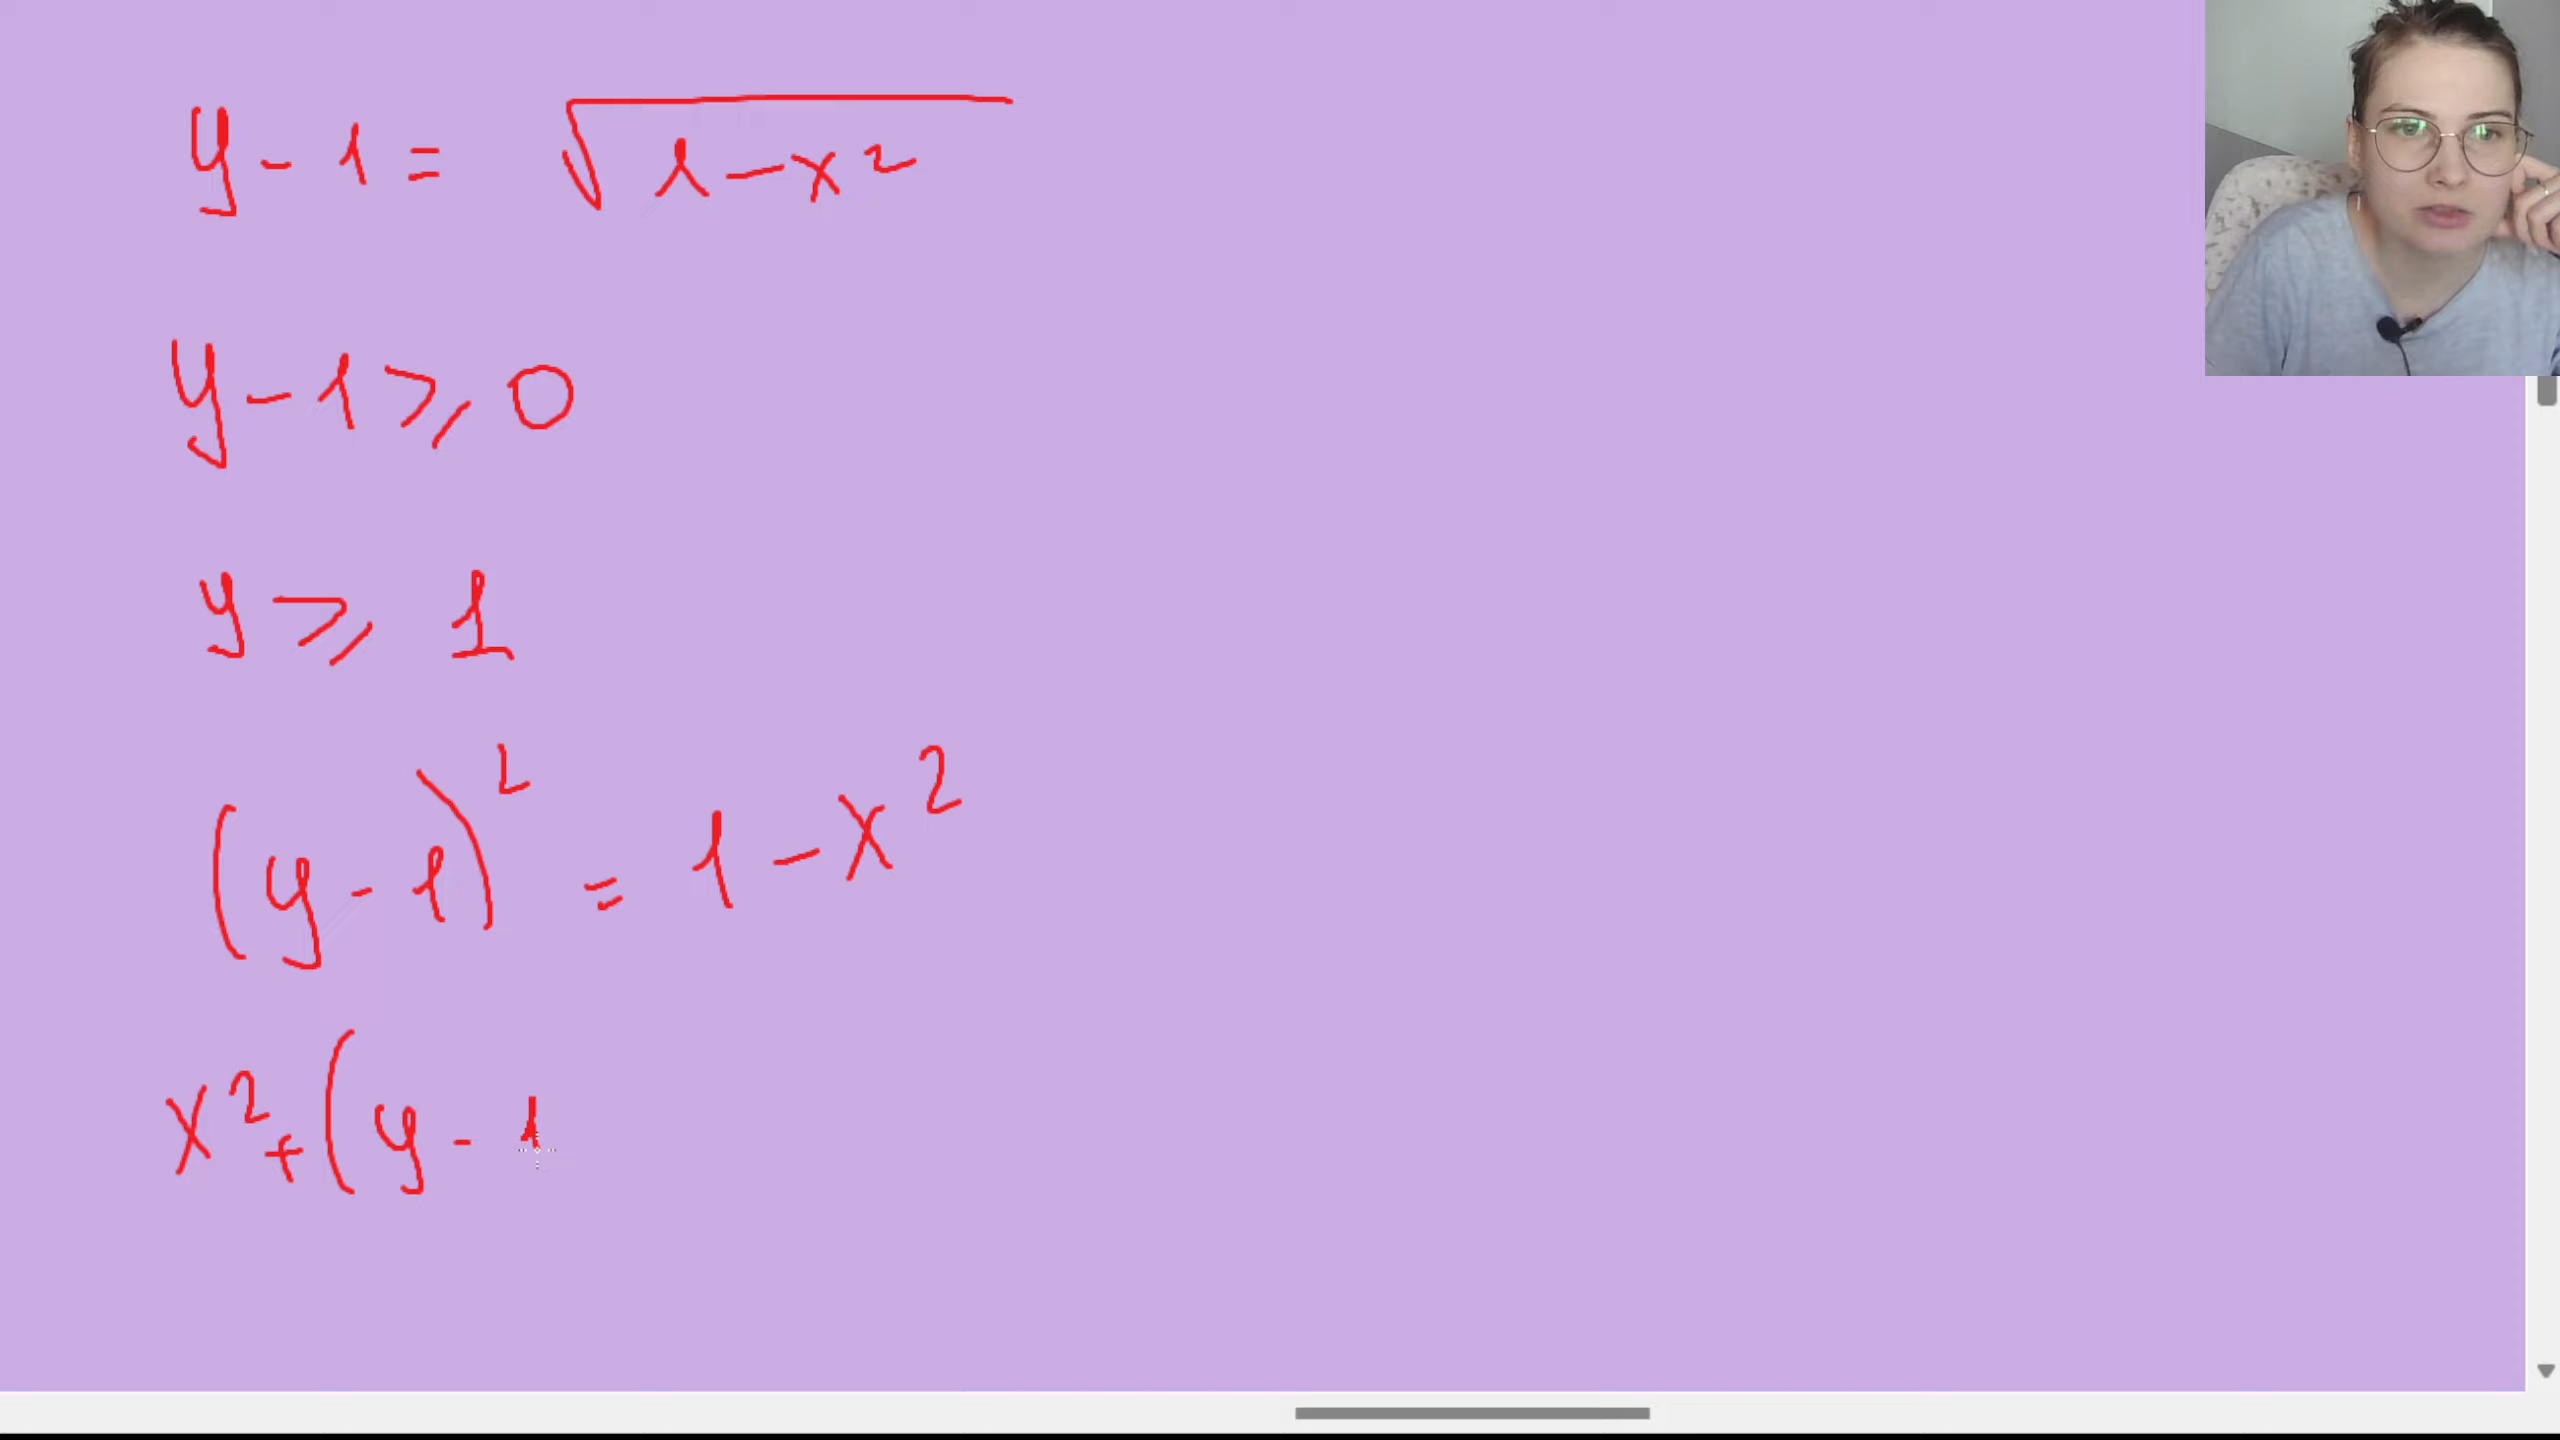 y - 1 = √(1 - x²)
y - 1 ⩾ 0
y ⩾ 1
(y - 1)² = 1 - x²
x² + (y - 1